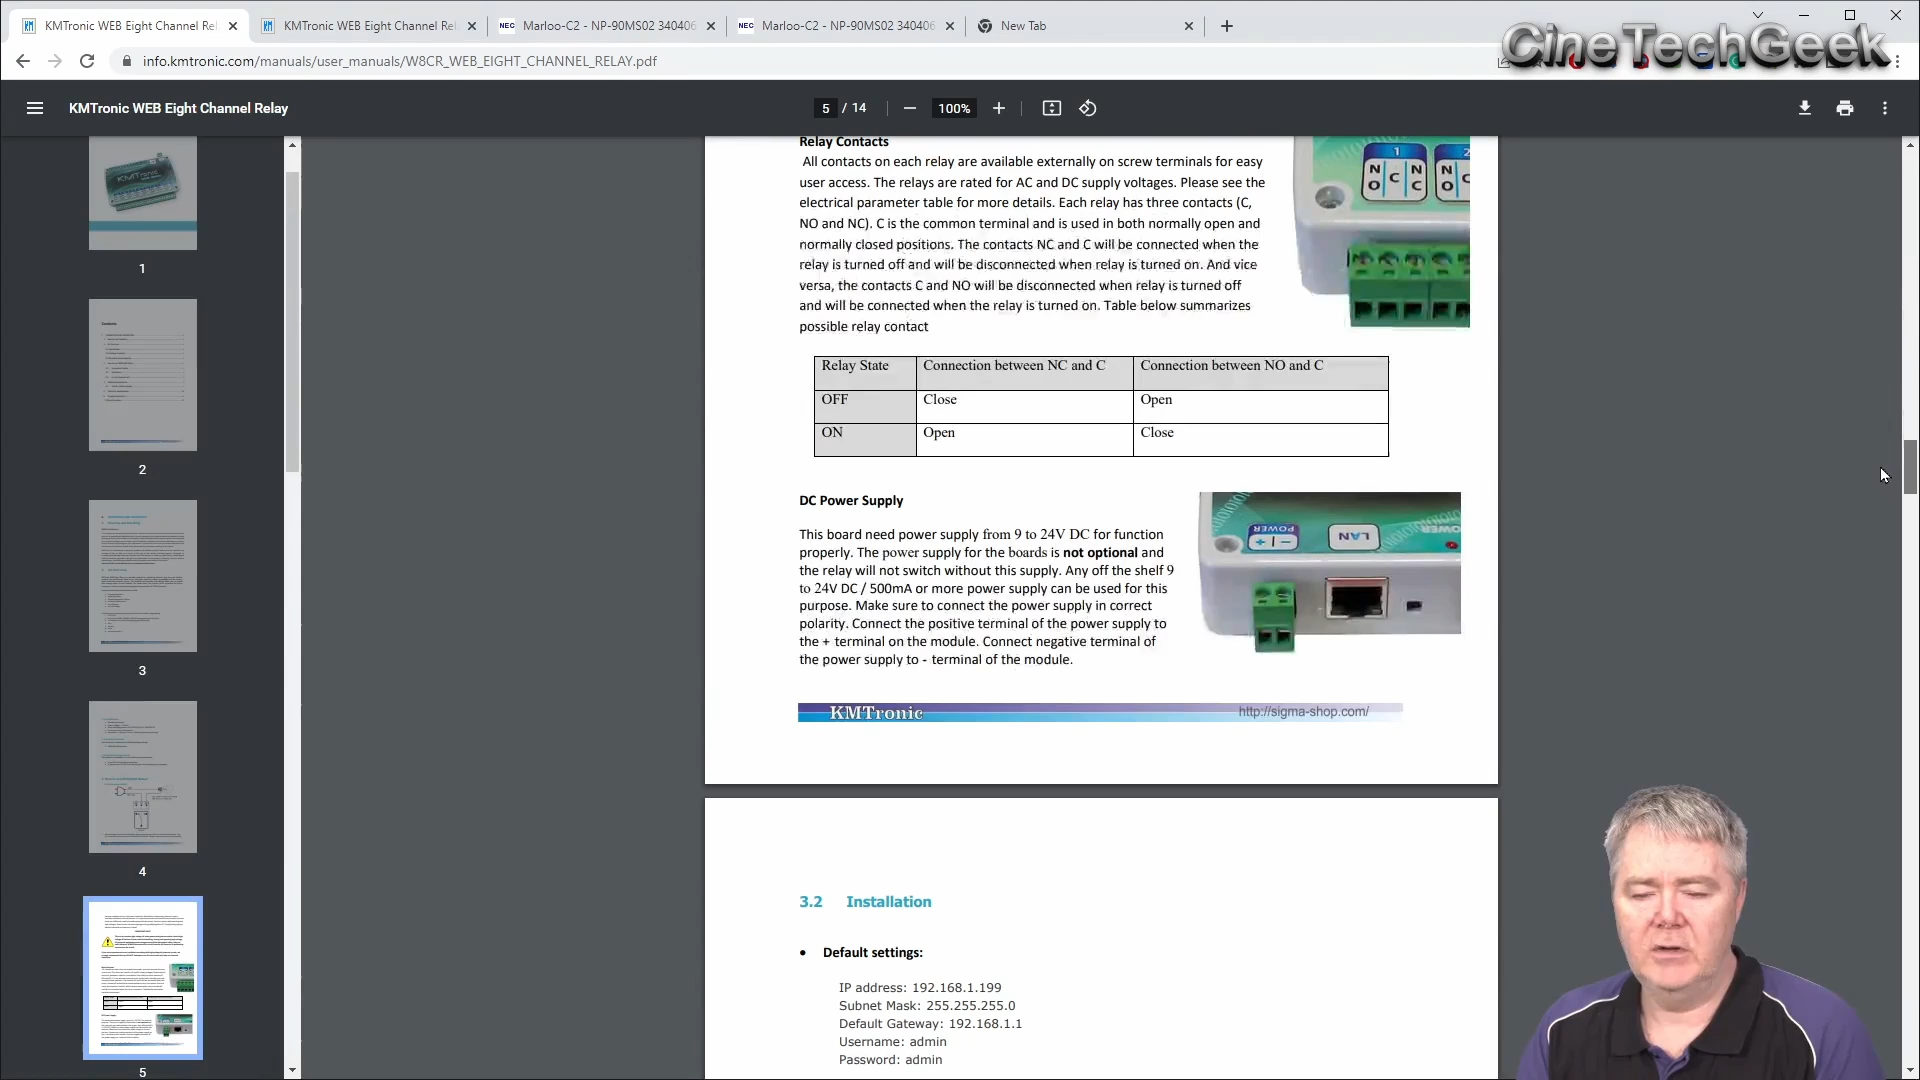 KMTronic WEB Eight Channel Rel
KMTronic WEB Eight Channel Rel
NEC
Marloo-C2 - NP-90MS02 340406
NEC
Marloo-C2 - NP-90MS02 340406
New Tab
info.kmtronic.com/manuals/user_manuals/W8CR_WEB_EIGHT_CHANNEL_RELAY.pdf
CineTechGeek
KMTronic WEB Eight Channel Relay
5 / 14
100%
1
2
3
4
5
Relay Contacts
All contacts on each relay are available externally on screw terminals for easy
user access. The relays are rated for AC and DC supply voltages. Please see the
electrical parameter table for more details. Each relay has three contacts (C,
NO and NC). C is the common terminal and is used in both normally open and
normally closed positions. The contacts NC and C will be connected when the
relay is turned off and will be disconnected when relay is turned on. And vice
versa, the contacts C and NO will be disconnected when relay is turned off
and will be connected when the relay is turned on. Table below summarizes
possible relay contact
1
2
NO C NC
NO C
Relay State Connection between NC and C Connection between NO and C
OFF Close Open
ON Open Close
DC Power Supply
This board need power supply from 9 to 24V DC for function
properly. The power supply for the boards is not optional and
the relay will not switch without this supply. Any off the shelf 9
to 24V DC / 500mA or more power supply can be used for this
purpose. Make sure to connect the power supply in correct
polarity. Connect the positive terminal of the power supply to
the + terminal on the module. Connect negative terminal of
the power supply to - terminal of the module.
POWER
- | +
LAN
POWER
KMTronic
http://sigma-shop.com/
3.2 Installation
• Default settings:
IP address: 192.168.1.199
Subnet Mask: 255.255.255.0
Default Gateway: 192.168.1.1
Username: admin
Password: admin